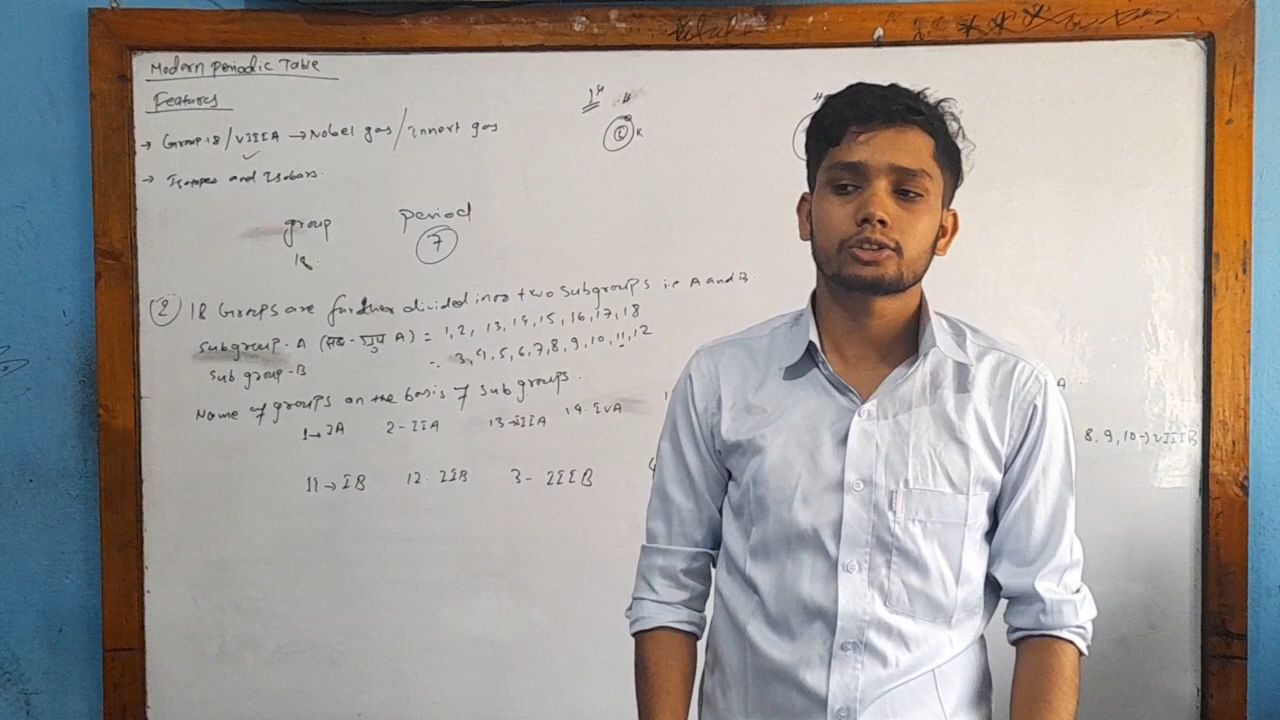 Modern Periodic Table
Features
→ Group 18/VIIIA → Nobel gas/Innert gas
→ Isotopes and Isobars.
K
group period
18. 7
② 18 Groups are further divided into two subgroups i.e A and B.
Subgroup-A (सब-ग्रुप A) = 1, 2, 13, 14, 15, 16, 17, 18
Sub group-B = 3, 4, 5, 6, 7, 8, 9, 10, 11, 12
Name of groups on the basis of sub groups.
1→IA 2-IIA 13→IIIA 14. IVA
8, 9, 10→VIIIB
11→IB 12. IIB 3- IIIB